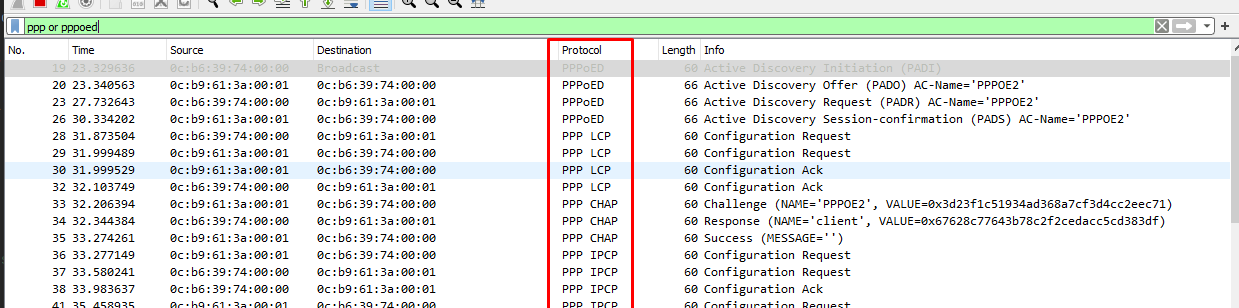 ppp or pppoed
No. Time Source Destination Protocol Length Info
19 23.329636 0c:b6:39:74:00:00 Broadcast PPPoED 60 Active Discovery Initiation (PADI)
20 23.340563 0c:b9:61:3a:00:01 0c:b6:39:74:00:00 PPPoED 66 Active Discovery Offer (PADO) AC-Name='PPPOE2'
23 27.732643 0c:b6:39:74:00:00 0c:b9:61:3a:00:01 PPPoED 66 Active Discovery Request (PADR) AC-Name='PPPOE2'
26 30.334202 0c:b9:61:3a:00:01 0c:b6:39:74:00:00 PPPoED 66 Active Discovery Session-confirmation (PADS) AC-Name='PPPOE2'
28 31.873504 0c:b9:61:3a:00:01 0c:b6:39:74:00:00 PPP LCP 60 Configuration Request
29 31.999489 0c:b6:39:74:00:00 0c:b9:61:3a:00:01 PPP LCP 60 Configuration Request
30 31.999529 0c:b9:61:3a:00:01 0c:b6:39:74:00:00 PPP LCP 60 Configuration Ack
32 32.103749 0c:b6:39:74:00:00 0c:b9:61:3a:00:01 PPP LCP 60 Configuration Ack
33 32.206394 0c:b9:61:3a:00:01 0c:b6:39:74:00:00 PPP CHAP 60 Challenge (NAME='PPPOE2', VALUE=0x3d23f1c51934ad368a7cf3d4cc2eec71)
34 32.344384 0c:b6:39:74:00:00 0c:b9:61:3a:00:01 PPP CHAP 60 Response (NAME='client', VALUE=0x67628c77643b78c2f2cedacc5cd383df)
35 33.274261 0c:b9:61:3a:00:01 0c:b6:39:74:00:00 PPP CHAP 60 Success (MESSAGE='')
36 33.277149 0c:b9:61:3a:00:01 0c:b6:39:74:00:00 PPP IPCP 60 Configuration Request
37 33.580241 0c:b6:39:74:00:00 0c:b9:61:3a:00:01 PPP IPCP 60 Configuration Request
38 33.983637 0c:b6:39:74:00:00 0c:b9:61:3a:00:01 PPP IPCP 60 Configuration Ack
41 35.458935 0c:b6:39:74:00:00 0c:b9:61:3a:00:01 PPP IPCP 60 Configuration Request